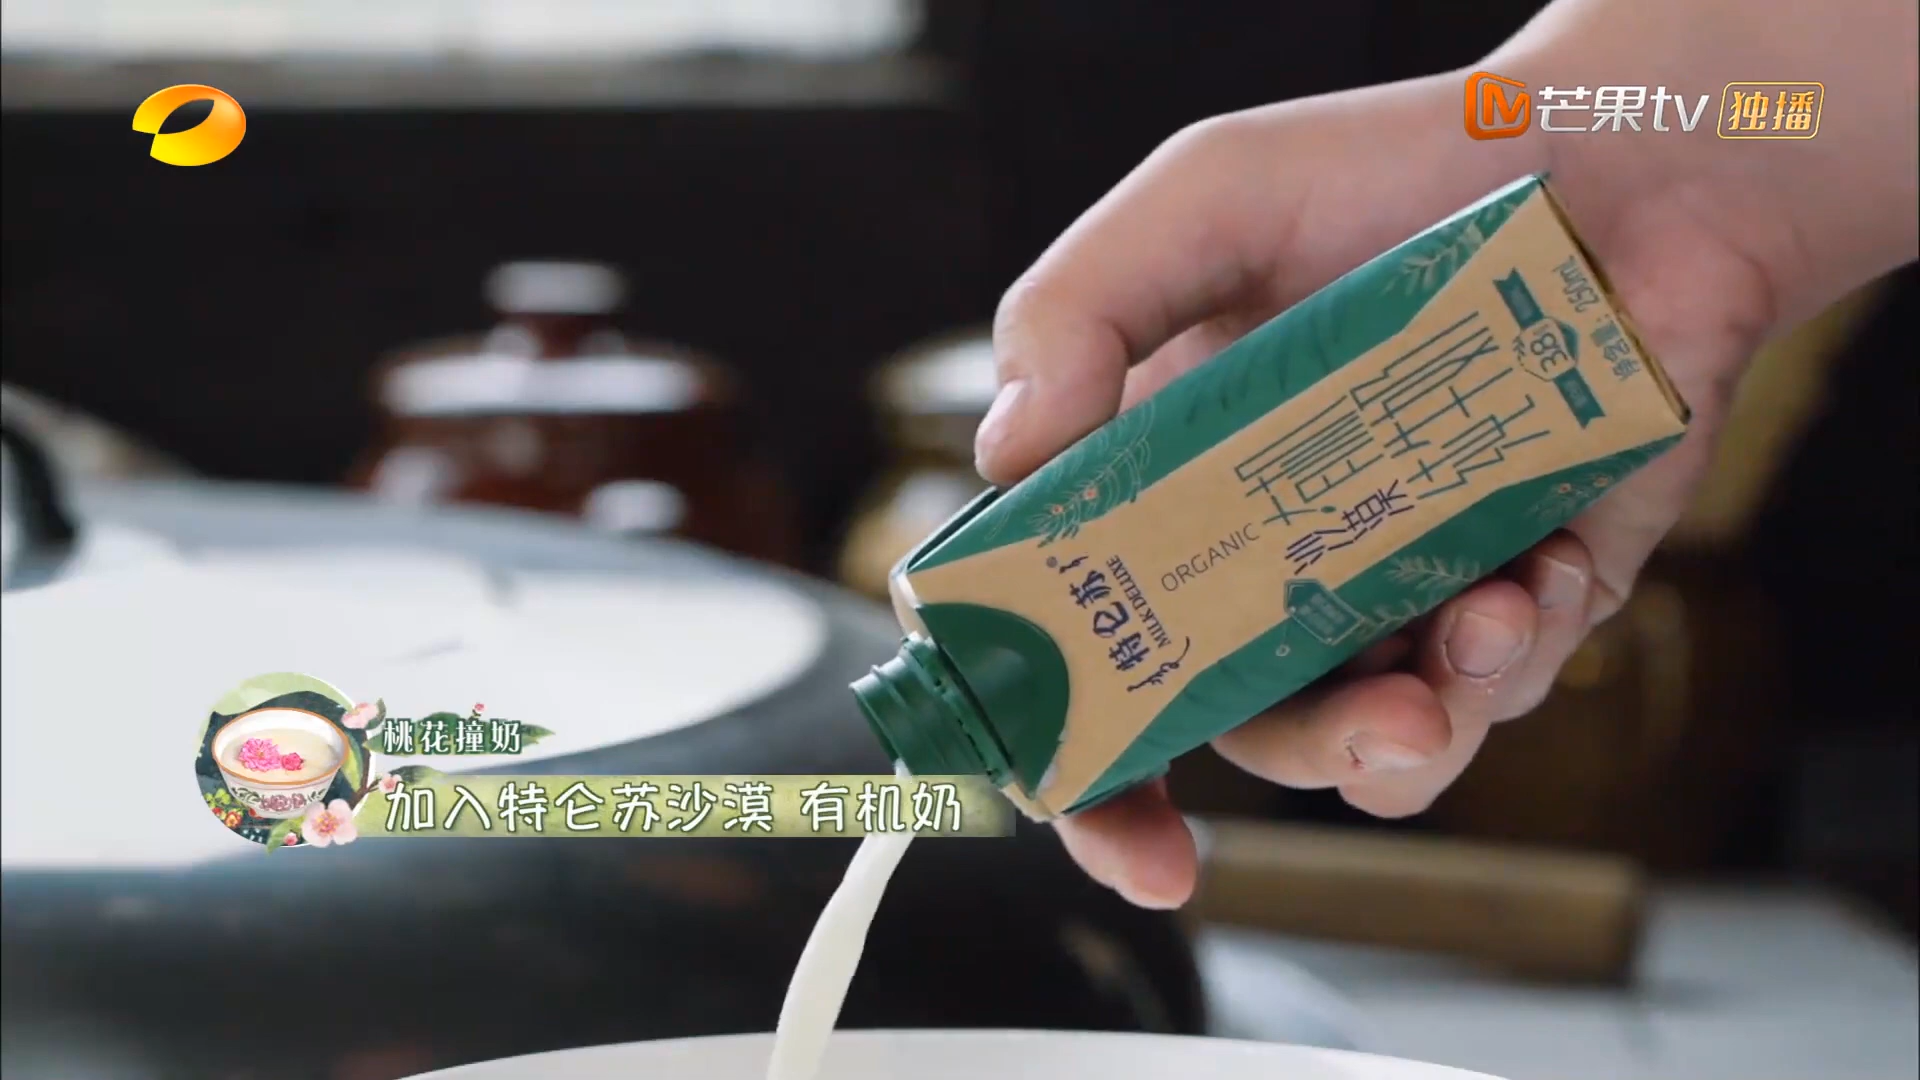 芒果tv 独播
净含量：250mL
3.8
有机纯牛奶
沙漠
ORGANIC
特仑苏
MILK DELUXE
桃花撞奶
加入特仑苏沙漠 有机奶